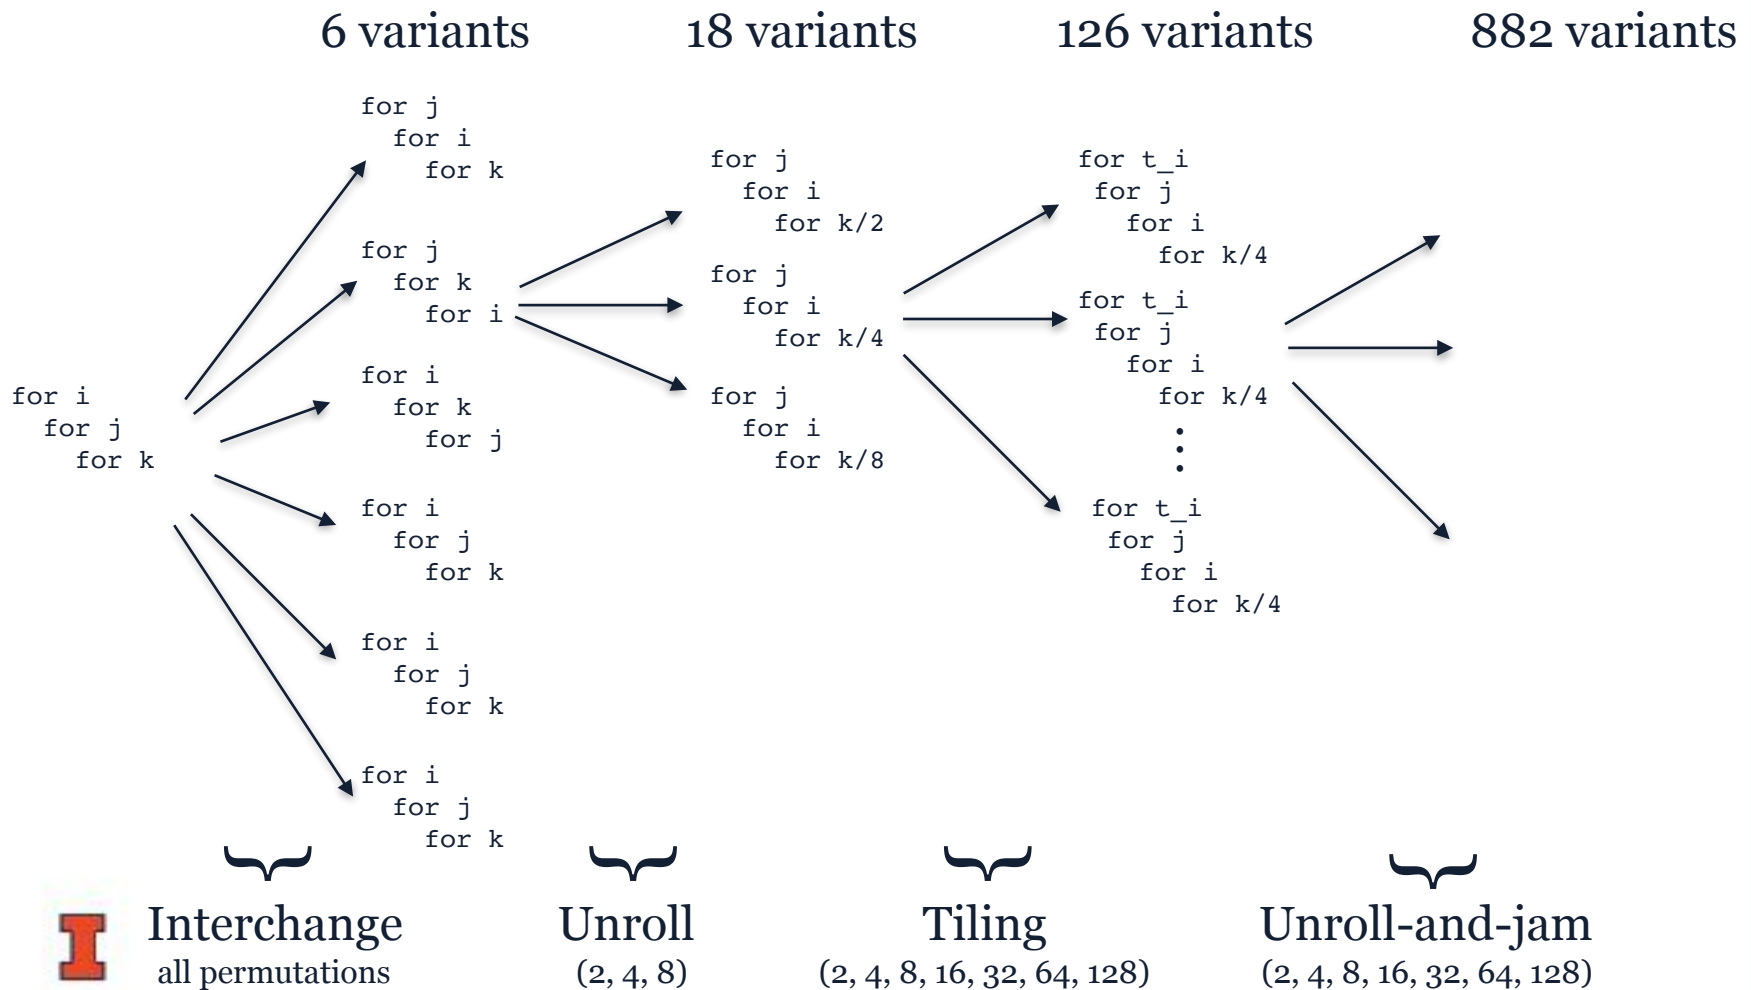 6 variants
18 variants
126 variants
882 variants
for i
for j
for k
for j
for i
for k
for j
for k
for i
for i
for k
for j
for i
for j
for k
for i
for j
for k
for i
for j
for k
for j
for i
for k/2
for j
for i
for k/4
for j
for i
for k/8
for t_i
for j
for i
for k/4
for t_i
for j
for i
for k/4
for t_i
for j
for i
for k/4
Interchange
all permutations
Unroll
(2, 4, 8)
Tiling
(2, 4, 8, 16, 32, 64, 128)
Unroll-and-jam
(2, 4, 8, 16, 32, 64, 128)